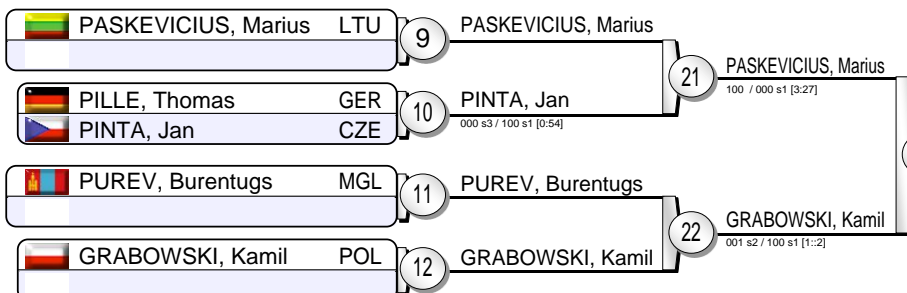 PASKEVICIUS, Marius LTU
9
PASKEVICIUS, Marius
PILLE, Thomas GER
PINTA, Jan CZE
10
PINTA, Jan
000 s3 / 100 s1 [0:54]
21
PASKEVICIUS, Marius
100 / 000 s1 [3:27]
PUREV, Burentugs MGL
11
PUREV, Burentugs
GRABOWSKI, Kamil POL
12
GRABOWSKI, Kamil
22
GRABOWSKI, Kamil
001 s2 / 100 s1 [1::2]